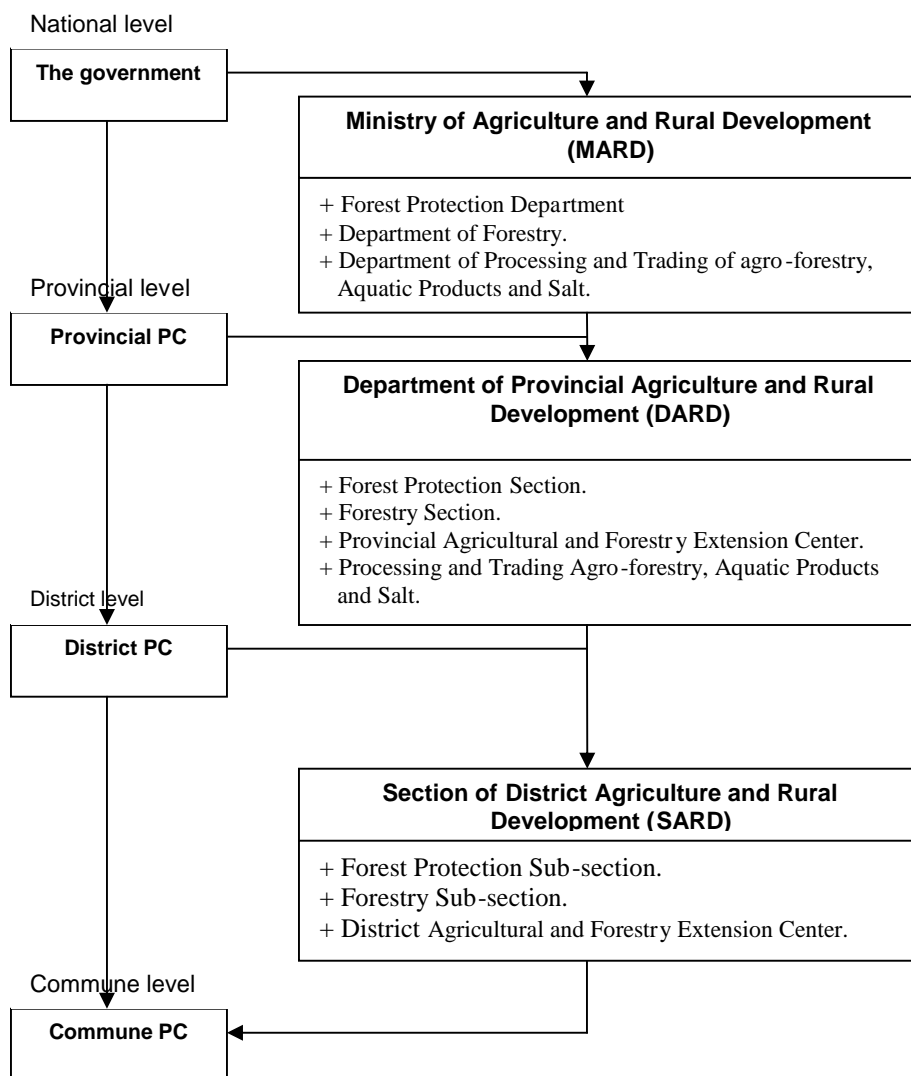 National level
The government
Ministry of Agriculture and Rural Development
(MARD)
+ Forest Protection Department
+ Department of Forestry.
+ Department of Processing and Trading of agro-forestry,
Aquatic Products and Salt.
Provincial level
Provincial PC
Department of Provincial Agriculture and Rural
Development (DARD)
+ Forest Protection Section.
+ Forestry Section.
+ Provincial Agricultural and Forestry Extension Center.
+ Processing and Trading Agro-forestry, Aquatic Products
and Salt.
District level
District PC
Section of District Agriculture and Rural
Development (SARD)
+ Forest Protection Sub-section.
+ Forestry Sub-section.
+ District Agricultural and Forestry Extension Center.
Commune level
Commune PC